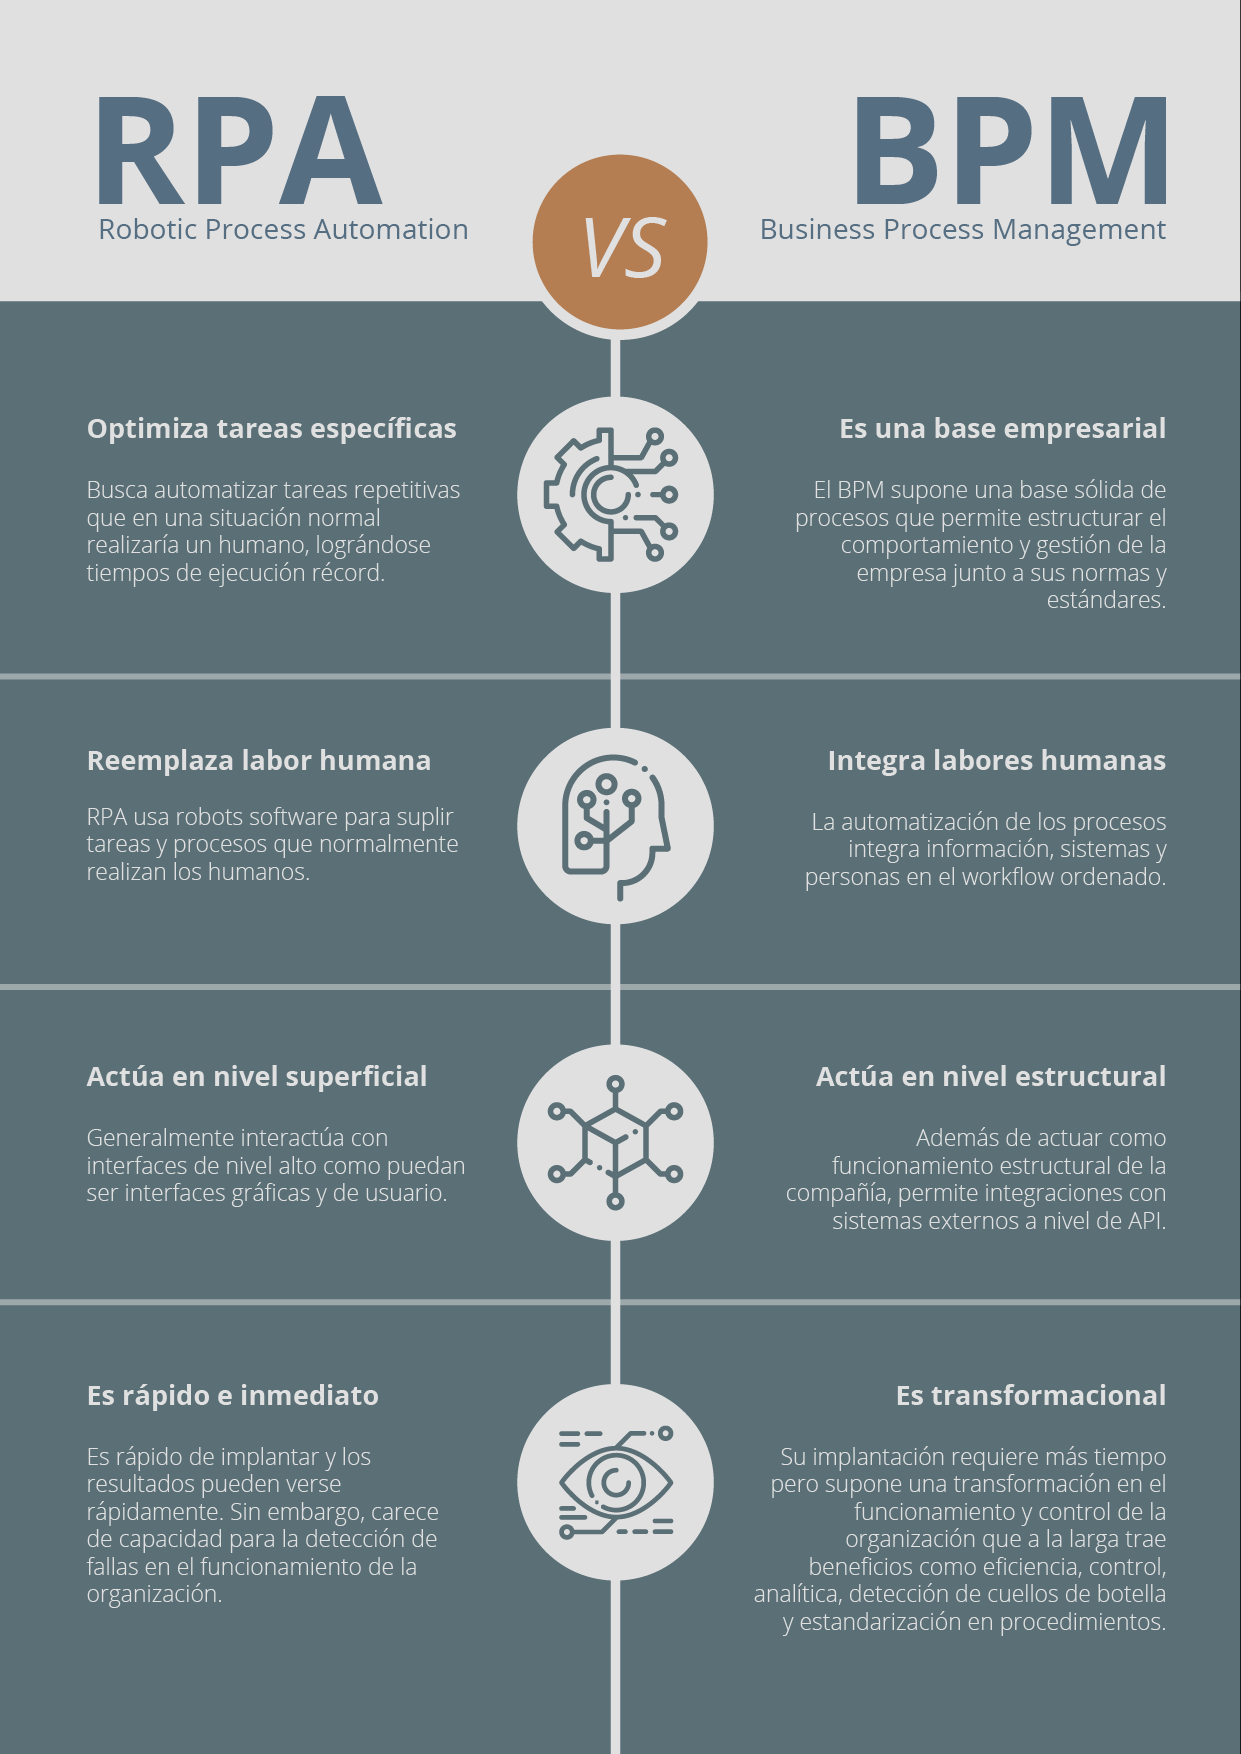 RPA
Robotic Process Automation
VS
BPM
Business Process Management
Optimiza tareas específicas
Busca automatizar tareas repetitivas
que en una situación normal
realizaría un humano, lográndose
tiempos de ejecución récord.
Es una base empresarial
El BPM supone una base sólida de
procesos que permite estructurar el
comportamiento y gestión de la
empresa junto a sus normas y
estándares.
Reemplaza labor humana
RPA usa robots software para suplir
tareas y procesos que normalmente
realizan los humanos.
Integra labores humanas
La automatización de los procesos
integra información, sistemas y
personas en el workflow ordenado.
Actúa en nivel superficial
Generalmente interactúa con
interfaces de nivel alto como puedan
ser interfaces gráficas y de usuario.
Actúa en nivel estructural
Además de actuar como
funcionamiento estructural de la
compañía, permite integraciones con
sistemas externos a nivel de API.
Es rápido e inmediato
Es rápido de implantar y los
resultados pueden verse
rápidamente. Sin embargo, carece
de capacidad para la detección de
fallas en el funcionamiento de la
organización.
Es transformacional
Su implantación requiere más tiempo
pero supone una transformación en el
funcionamiento y control de la
organización que a la larga trae
beneficios como eficiencia, control,
analítica, detección de cuellos de botella
y estandarización en procedimientos.